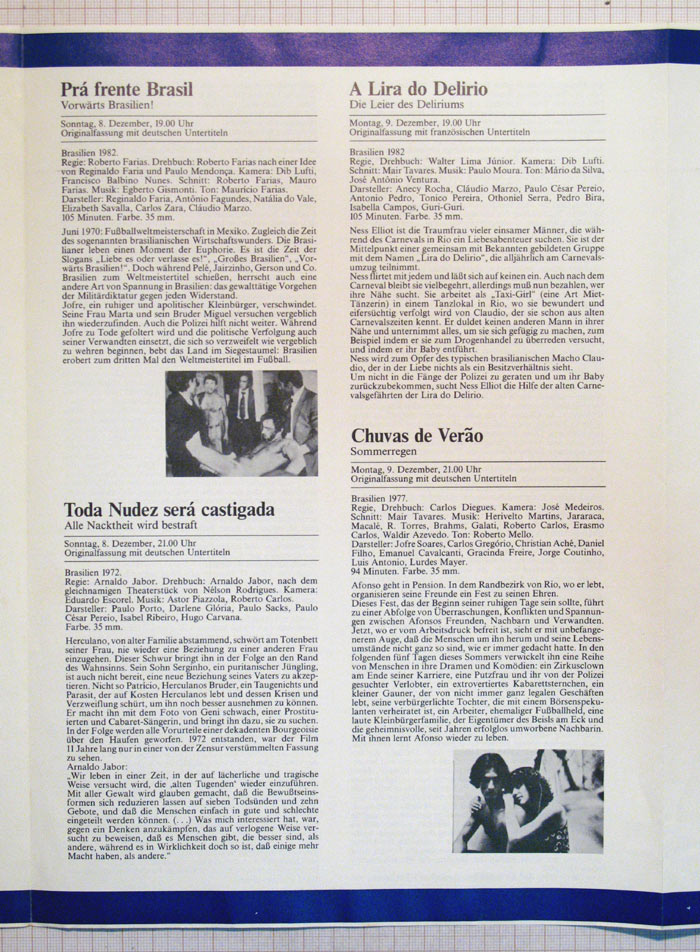 Prá frente Brasil
Vorwärts Brasilien!
Sonntag, 8. Dezember, 19.00 Uhr
Originalfassung mit deutschen Untertiteln
Brasilien 1982.
Regie: Roberto Farias. Drehbuch: Roberto Farias nach einer Idee
von Reginaldo Faria und Paulo Mendonça. Kamera: Dib Lufti,
Francisco Balbino Nunes. Schnitt: Roberto Farias, Mauro
Farias. Musik: Egberto Gismonti. Ton: Maurício Farias.
Darsteller: Reginaldo Faria, Antônio Fagundes, Natália do Vale,
Elizabeth Savalla, Carlos Zara, Cláudio Marzo.
105 Minuten. Farbe. 35 mm.
Juni 1970: Fußballweltmeisterschaft in Mexiko. Zugleich die Zeit
des sogenannten brasilianischen Wirtschaftswunders. Die Brasi-
lianer leben einen Moment der Euphorie. Es ist die Zeit der
Slogans „Liebe es oder verlasse es!“, „Großes Brasilien“, „Vor-
wärts Brasilien!“. Doch während Pelé, Jairzinho, Gerson und Co.
Brasilien zum Weltmeistertitel schießen, herrscht auch eine
andere Art von Spannung in Brasilien: das gewalttätige Vorgehen
der Militärdiktatur gegen jeden Widerstand.
Jofre, ein ruhiger und apolitischer Kleinbürger, verschwindet.
Seine Frau Marta und sein Bruder Miguel versuchen vergeblich
ihn wiederzufinden. Auch die Polizei hilft nicht weiter. Während
Jofre zu Tode gefoltert wird und die politische Verfolgung auch
seiner Verwandten einsetzt, die sich so verzweifelt wie vergeblich
zu wehren beginnen, bebt das Land im Siegestaumel: Brasilien
erobert zum dritten Mal den Weltmeistertitel im Fußball.
Toda Nudez será castigada
Alle Nacktheit wird bestraft
Sonntag, 8. Dezember, 21.00 Uhr
Originalfassung mit deutschen Untertiteln
Brasilien 1972.
Regie: Arnaldo Jabor. Drehbuch: Arnaldo Jabor, nach dem
gleichnamigen Theaterstück von Nélson Rodrigues. Kamera:
Eduardo Escorel. Musik: Astor Piazzola, Roberto Carlos.
Darsteller: Paulo Porto, Darlene Glória, Paulo Sacks, Paulo
César Pereio, Isabel Ribeiro, Hugo Carvana.
Farbe. 35 mm.
Herculano, von alter Familie abstammend, schwört am Totenbett
seiner Frau, nie wieder eine Beziehung zu einer anderen Frau
einzugehen. Dieser Schwur bringt ihn in der Folge an den Rand
des Wahnsinns. Sein Sohn Serginho, ein puritanischer Jüngling,
ist auch nicht bereit, eine neue Beziehung seines Vaters zu akzep-
tieren. Nicht so Patrício, Herculanos Bruder, ein Taugenichts und
Parasit, der auf Kosten Herculanos lebt und dessen Krisen und
Verzweiflung schürt, um ihn noch besser ausnehmen zu können.
Er macht ihn mit dem Foto von Geni schwach, einer Prostitu-
ierten und Cabaret-Sängerin, und bringt ihn dazu, sie zu suchen.
In der Folge werden alle Vorurteile einer dekadenten Bourgeosie
über den Haufen geworfen. 1972 entstanden, war der Film
11 Jahre lang nur in einer von der Zensur verstümmelten Fassung
zu sehen.
Arnaldo Jabor:
„Wir leben in einer Zeit, in der auf lächerliche und tragische
Weise versucht wird, die ‚alten Tugenden‘ wieder einzuführen.
Mit aller Gewalt wird glauben gemacht, daß die Bewußtseins-
formen sich reduzieren lassen auf sieben Todsünden und zehn
Gebote, und daß die Menschen einfach in gute und schlechte
eingeteilt werden können. (. . .) Was mich interessiert hat, war,
gegen ein Denken anzukämpfen, das auf verlogene Weise ver-
sucht zu beweisen, daß es Menschen gibt, die besser sind, als
andere, während es in Wirklichkeit doch so ist, daß einige mehr
Macht haben, als andere.“
A Lira do Delírio
Die Leier des Deliriums
Montag, 9. Dezember, 19.00 Uhr
Originalfassung mit französischen Untertiteln
Brasilien 1982
Regie, Drehbuch: Walter Lima Júnior. Kamera: Dib Lufti.
Schnitt: Mair Tavares. Musik: Paulo Moura. Ton: Mário da Silva,
José Antônio Ventura.
Darsteller: Anecy Rocha, Cláudio Marzo, Paulo César Pereio,
Antonio Pedro, Tonico Pereira, Othoniel Serra, Pedro Bira,
Isabella Campos, Guri-Guri.
105 Minuten. Farbe. 35 mm.
Ness Elliot ist die Traumfrau vieler einsamer Männer, die wäh-
rend des Carnevals in Rio ein Liebesabenteuer suchen. Sie ist der
Mittelpunkt einer gemeinsam mit Bekannten gebildeten Gruppe
mit dem Namen „Lira do Delirio“, die alljährlich am Carnevals-
umzug teilnimmt.
Ness flirtet mit jedem und läßt sich auf keinen ein. Auch nach dem
Carneval bleibt sie vielbegehrt, allerdings muß nun bezahlen, wer
ihre Nähe sucht. Sie arbeitet als „Taxi-Girl“ (eine Art Miet-
Tänzerin) in einem Tanzlokal in Rio, wo sie bewundert und
eifersüchtig verfolgt wird von Claudio, der sie schon aus alten
Carnevalszeiten kennt. Er duldet keinen anderen Mann in ihrer
Nähe und unternimmt alles, um sie sich gefügig zu machen, zum
Beispiel indem er sie zum Drogenhandel zu überreden versucht,
und indem er ihr Baby entführt.
Ness wird zum Opfer des typischen brasilianischen Macho Clau-
dio, der in der Liebe nichts als ein Besitzverhältnis sieht.
Um nicht in die Fänge der Polizei zu geraten und um ihr Baby
zurückzubekommen, sucht Ness Elliot die Hilfe der alten Carne-
valsgefährten der Lira do Delirio.
Chuvas de Verão
Sommerregen
Montag, 9. Dezember, 21.00 Uhr
Originalfassung mit deutschen Untertiteln
Brasilien 1977.
Regie, Drehbuch: Carlos Diegues. Kamera: José Medeiros.
Schnitt: Mair Tavares. Musik: Herivelto Martins, Jararaca,
Macalé, R. Torres, Brahms, Galati, Roberto Carlos, Erasmo
Carlos, Waldir Azevedo. Ton: Roberto Mello.
Darsteller: Jofre Soares, Carlos Gregório, Christian Aché, Daniel
Filho, Emanuel Cavalcanti, Gracinda Freire, Jorge Coutinho,
Luis Antonio, Lurdes Mayer.
94 Minuten. Farbe. 35 mm.
Afonso geht in Pension. In dem Randbezirk von Rio, wo er lebt,
organisieren seine Freunde ein Fest zu seinen Ehren.
Dieses Fest, das der Beginn seiner ruhigen Tage sein sollte, führt
zu einer Abfolge von Überraschungen, Konflikten und Spannun-
gen zwischen Afonsos Freunden, Nachbarn und Verwandten.
Jetzt, wo er vom Arbeitsdruck befreit ist, sieht er mit unbefange-
nerem Auge, daß die Menschen um ihn herum und seine Lebens-
umstände nicht ganz so sind, wie er immer gedacht hatte. In den
folgenden fünf Tagen dieses Sommers verwickelt ihn eine Reihe
von Menschen in ihre Dramen und Komödien: ein Zirkusclown
am Ende seiner Karriere, eine Putzfrau und ihr von der Polizei
gesuchter Verlobter, ein extrovertiertes Kabarettsternchen, ein
kleiner Gauner, der von nicht immer ganz legalen Geschäften
lebt, seine verbürgerliche Tochter, die mit einem Börsenspeku-
lanten verheiratet ist, ein Arbeiter, ehemaliger Fußballheld, eine
laute Kleinbürgerfamilie, der Eigentümer des Beisls am Eck und
die geheimnisvolle, seit Jahren erfolglos umworbene Nachbarin.
Mit ihnen lernt Afonso wieder zu leben.